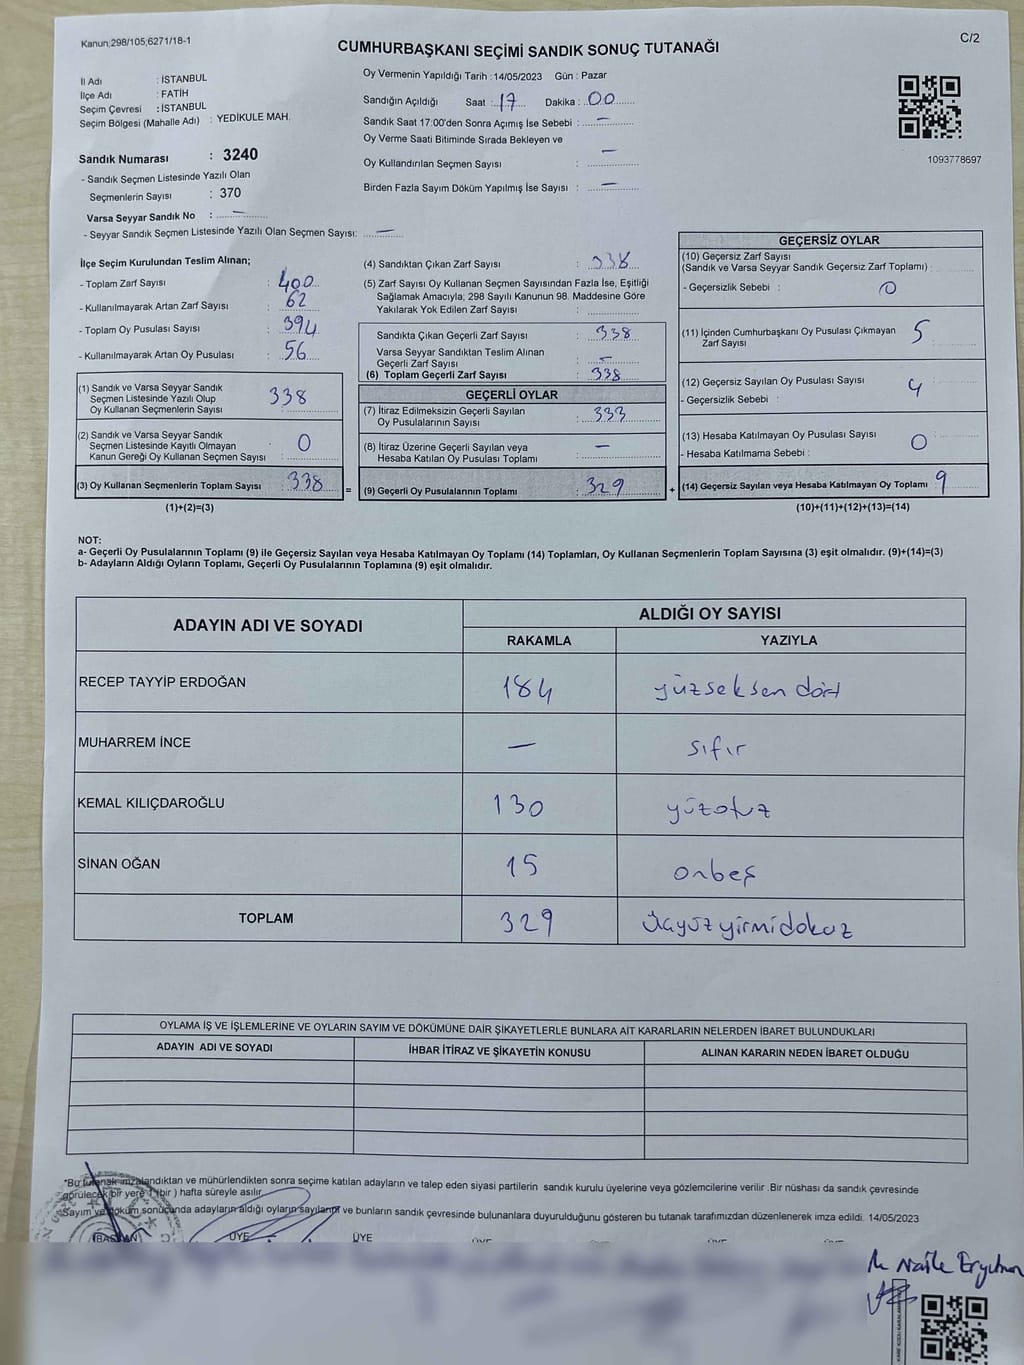 Kanun;298/105;6271/18-1
C/2
CUMHURBAŞKANI SEÇİMİ SANDIK SONUÇ TUTANAĞI
İl Adı : İSTANBUL
İlçe Adı : FATİH
Seçim Çevresi : İSTANBUL
Seçim Bölgesi (Mahalle Adı) : YEDİKULE MAH.
Sandık Numarası : 3240
- Sandık Seçmen Listesinde Yazılı Olan
Seçmenlerin Sayısı : 370
Varsa Seyyar Sandık No : —
- Seyyar Sandık Seçmen Listesinde Yazılı Olan Seçmen Sayısı: —
Oy Vermenin Yapıldığı Tarih : 14/05/2023 Gün : Pazar
Sandığın Açıldığı Saat : 17 Dakika : 00
Sandık Saat 17:00'den Sonra Açımış İse Sebebi : —
Oy Verme Saati Bitiminde Sırada Bekleyen ve
Oy Kullandırılan Seçmen Sayısı : —
Birden Fazla Sayım Döküm Yapılmış İse Sayısı : —
1093778697
İlçe Seçim Kurulundan Teslim Alınan;
- Toplam Zarf Sayısı : 400
- Kullanılmayarak Artan Zarf Sayısı : 62
- Toplam Oy Pusulası Sayısı : 394
- Kullanılmayarak Artan Oy Pusulası : 56
(1) Sandık ve Varsa Seyyar Sandık
Seçmen Listesinde Yazılı Olup
Oy Kullanan Seçmenlerin Sayısı : 338
(2) Sandık ve Varsa Seyyar Sandık
Seçmen Listesinde Kayıtlı Olmayan
Kanun Gereği Oy Kullanan Seçmen Sayısı : 0
(3) Oy Kullanan Seçmenlerin Toplam Sayısı : 338
(1)+(2)=(3)
(4) Sandıktan Çıkan Zarf Sayısı : 338
(5) Zarf Sayısı Oy Kullanan Seçmen Sayısından Fazla İse, Eşitliği
Sağlamak Amacıyla; 298 Sayılı Kanunun 98. Maddesine Göre
Yakılarak Yok Edilen Zarf Sayısı :
Sandıkta Çıkan Geçerli Zarf Sayısı : 338
Varsa Seyyar Sandıktan Teslim Alınan
Geçerli Zarf Sayısı : —
(6) Toplam Geçerli Zarf Sayısı : 338
GEÇERLİ OYLAR
(7) İtiraz Edilmeksizin Geçerli Sayılan
Oy Pusulalarının Sayısı : 333
(8) İtiraz Üzerine Geçerli Sayılan veya
Hesaba Katılan Oy Pusulası Toplamı : —
= (9) Geçerli Oy Pusulalarının Toplamı : 329
GEÇERSİZ OYLAR
(10) Geçersiz Zarf Sayısı
(Sandık ve Varsa Seyyar Sandık Geçersiz Zarf Toplamı) :
- Geçersizlik Sebebi : 0
(11) İçinden Cumhurbaşkanı Oy Pusulası Çıkmayan
Zarf Sayısı : 5
(12) Geçersiz Sayılan Oy Pusulası Sayısı : 4
- Geçersizlik Sebebi :
(13) Hesaba Katılmayan Oy Pusulası Sayısı : 0
- Hesaba Katılmama Sebebi :
+ (14) Geçersiz Sayılan veya Hesaba Katılmayan Oy Toplamı : 9
(10)+(11)+(12)+(13)=(14)
NOT:
a- Geçerli Oy Pusulalarının Toplamı (9) ile Geçersiz Sayılan veya Hesaba Katılmayan Oy Toplamı (14) Toplamları, Oy Kullanan Seçmenlerin Toplam Sayısına (3) eşit olmalıdır. (9)+(14)=(3)
b- Adayların Aldığı Oyların Toplamı, Geçerli Oy Pusulalarının Toplamına (9) eşit olmalıdır.
ADAYIN ADI VE SOYADI
ALDIĞI OY SAYISI
RAKAMLA YAZIYLA
RECEP TAYYİP ERDOĞAN 184 yüzseksendört
MUHARREM İNCE — sıfır
KEMAL KILIÇDAROĞLU 130 yüzotuz
SİNAN OĞAN 15 onbeş
TOPLAM 329 üçyüzyirmidokuz
OYLAMA İŞ VE İŞLEMLERİNE VE OYLARIN SAYIM VE DÖKÜMÜNE DAİR ŞİKAYETLERLE BUNLARA AİT KARARLARIN NELERDEN İBARET BULUNDUKLARI
ADAYIN ADI VE SOYADI İHBAR İTİRAZ VE ŞİKAYETİN KONUSU ALINAN KARARIN NEDEN İBARET OLDUĞU
"Bu tutanak imzalandıktan ve mühürlendikten sonra seçime katılan adayların ve talep eden siyasi partilerin sandık kurulu üyelerine veya gözlemcilerine verilir .Bir nüshası da sandık çevresinde
görülecek bir yere 1 (bir ) hafta süreyle asılır.
Sayım ve döküm sonucunda adayların aldığı oyların sayılarını ve bunların sandık çevresinde bulunanlara duyurulduğunu gösteren bu tutanak tarafımızdan düzenlenerek imza edildi. 14/05/2023
BAŞKAN ÜYE ÜYE ÜYE ÜYE ÜYE
Naile